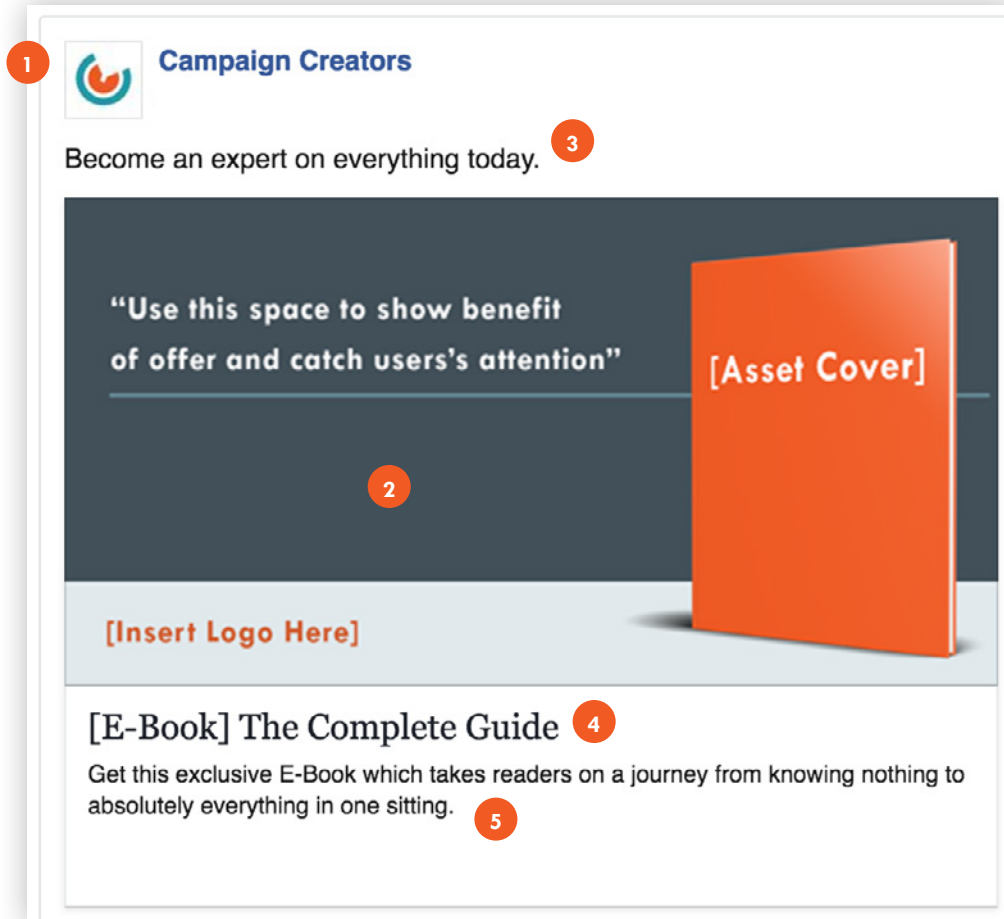 1
Campaign Creators
Become an expert on everything today.
3
“Use this space to show benefit
of offer and catch users's attention”
[Asset Cover]
2
[Insert Logo Here]
[E-Book] The Complete Guide
4
Get this exclusive E-Book which takes readers on a journey from knowing nothing to
absolutely everything in one sitting.
5